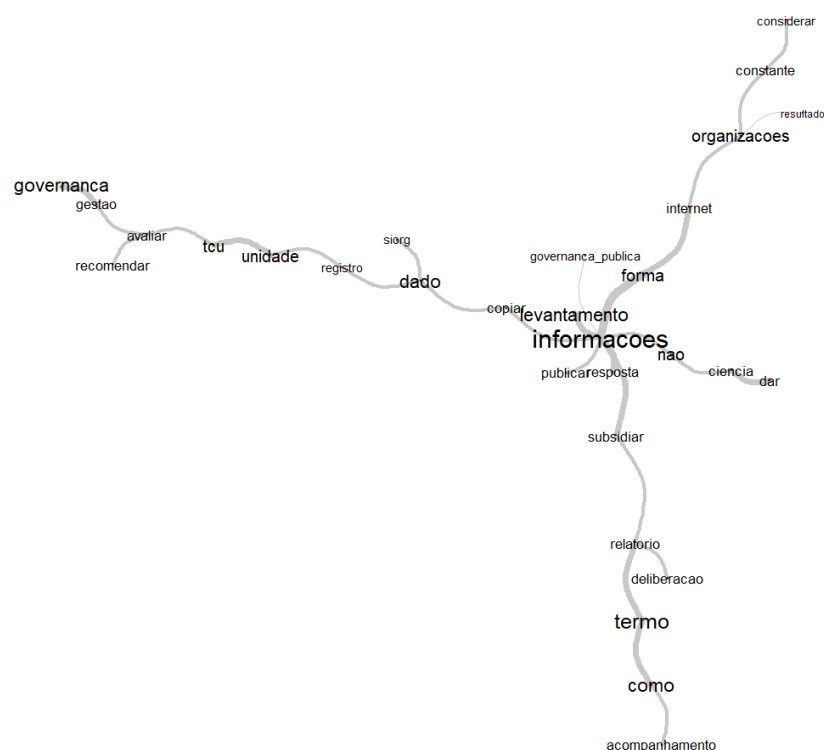 considerar
constante
resultado
organizacoes
governanca
gestao
internet
avaliar
tcu
siorg
unidade
governanca_publica
recomendar
registro
forma
dado
copiar
levantamento
informacoes
nao
publicar
resposta
ciencia
dar
subsidiar
relatorio
deliberacao
termo
como
acompanhamento